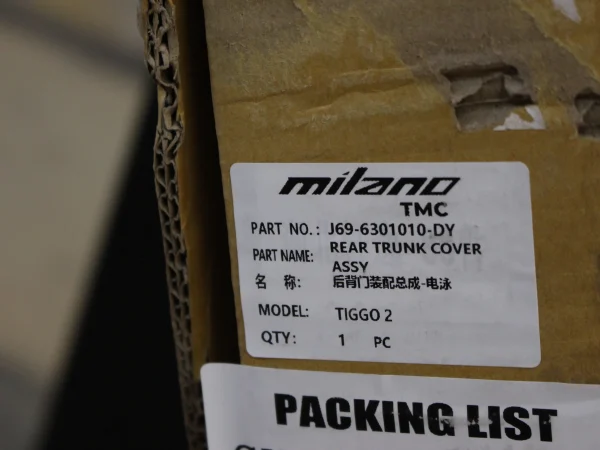 milano
TMC
PART NO.: J69-6301010-DY
PART NAME: REAR TRUNK COVER
ASSY
名 称: 后背门装配总成-电泳
MODEL: TIGGO 2
QTY: 1 PC
PACKING LIST